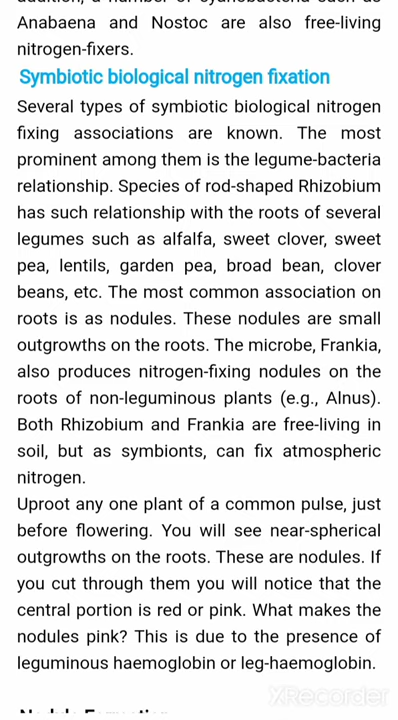 Anabaena and Nostoc are also free-living
nitrogen-fixers.
Symbiotic biological nitrogen fixation
Several types of symbiotic biological nitrogen
fixing associations are known. The most
prominent among them is the legume-bacteria
relationship. Species of rod-shaped Rhizobium
has such relationship with the roots of several
legumes such as alfalfa, sweet clover, sweet
pea, lentils, garden pea, broad bean, clover
beans, etc. The most common association on
roots is as nodules. These nodules are small
outgrowths on the roots. The microbe, Frankia,
also produces nitrogen-fixing nodules on the
roots of non-leguminous plants (e.g., Alnus).
Both Rhizobium and Frankia are free-living in
soil, but as symbionts, can fix atmospheric
nitrogen.
Uproot any one plant of a common pulse, just
before flowering. You will see near-spherical
outgrowths on the roots. These are nodules. If
you cut through them you will notice that the
central portion is red or pink. What makes the
nodules pink? This is due to the presence of
leguminous haemoglobin or leg-haemoglobin.
XRecorder